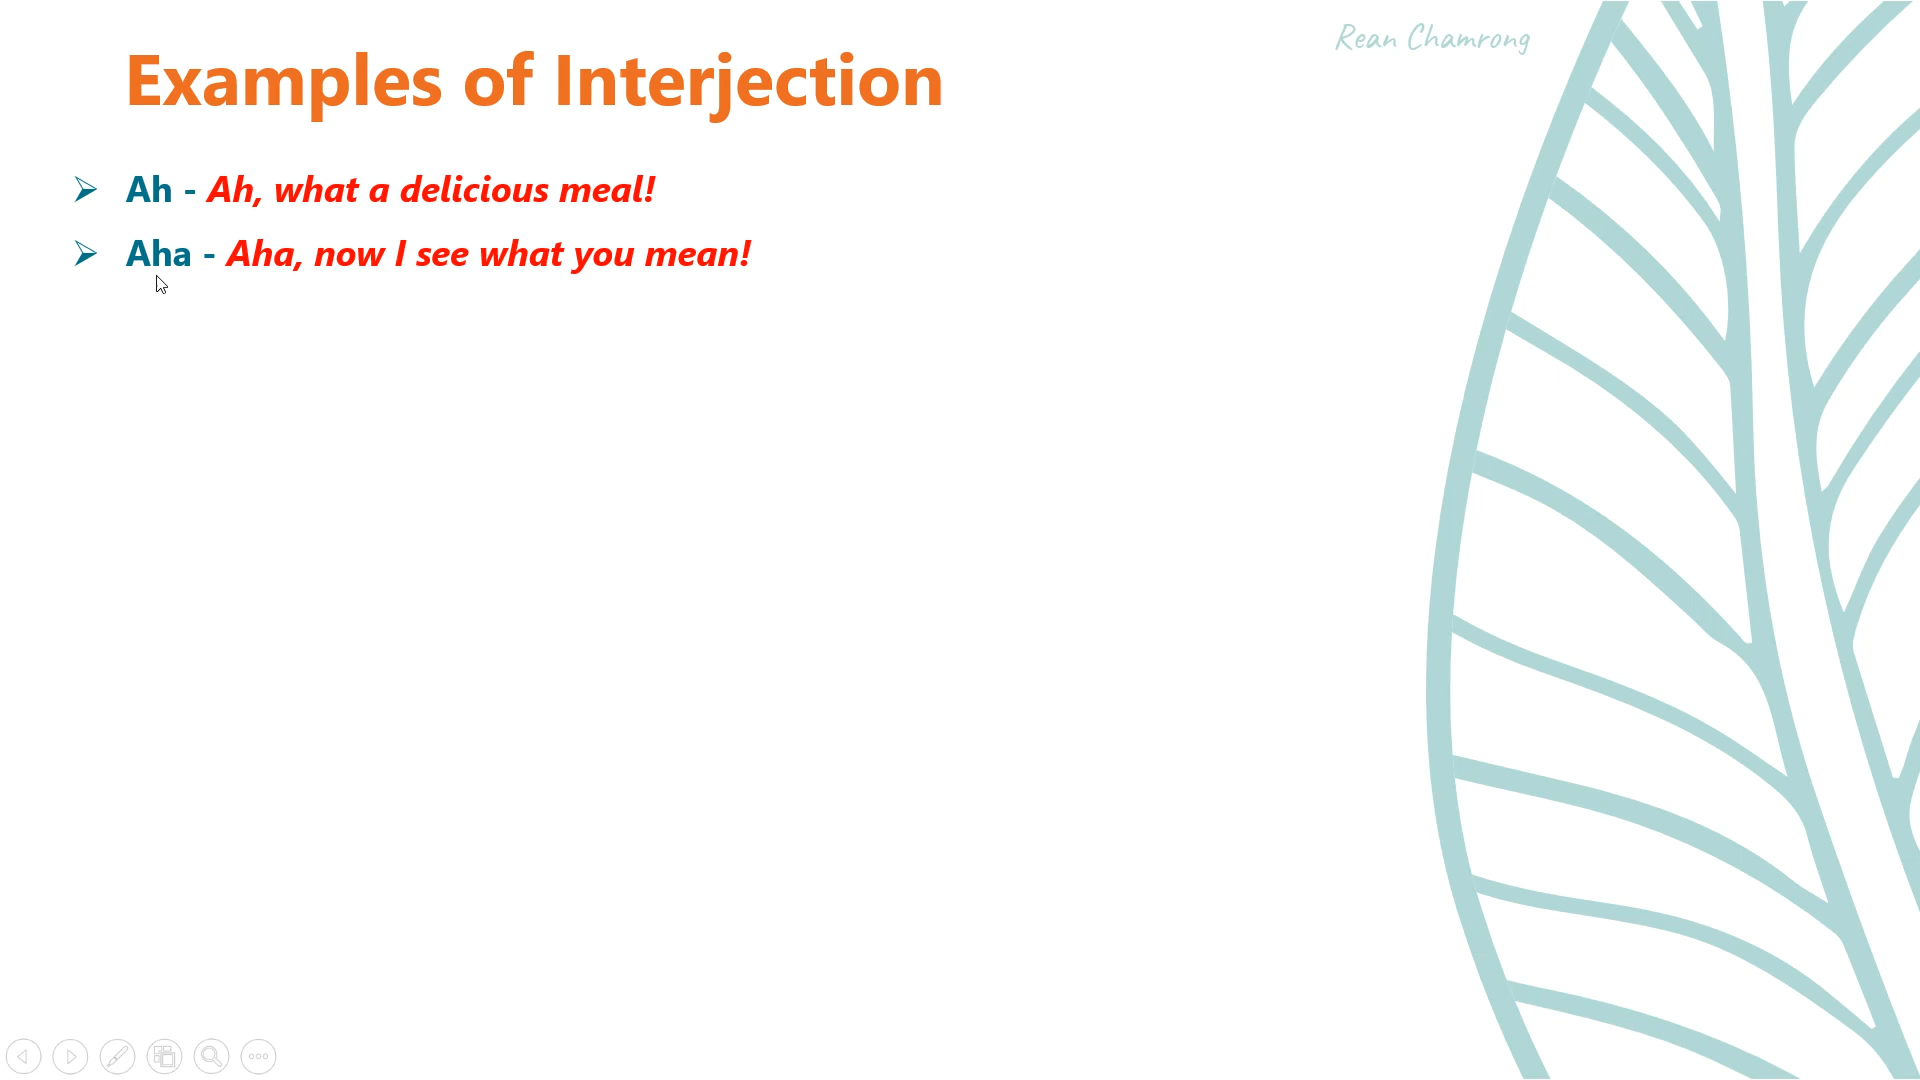 Rean Chamrong
Examples of Interjection
Ah - Ah, what a delicious meal!
Aha - Aha, now I see what you mean!